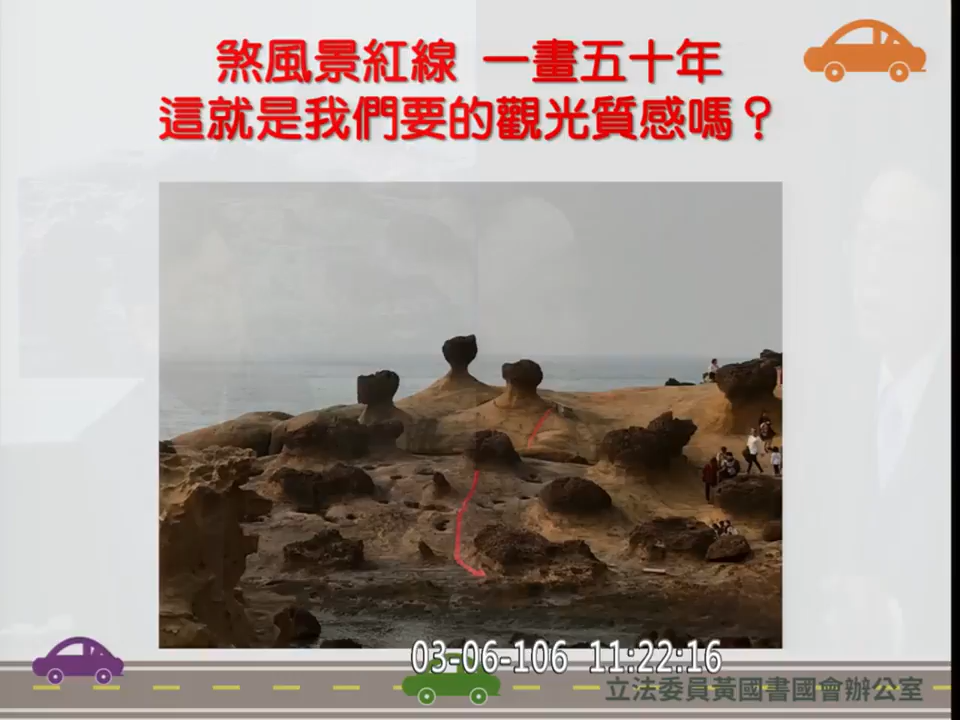 煞風景紅線 一畫五十年
這就是我們要的觀光質感嗎？
03-06-106 11:22:16
立法委員黃國書國會辦公室